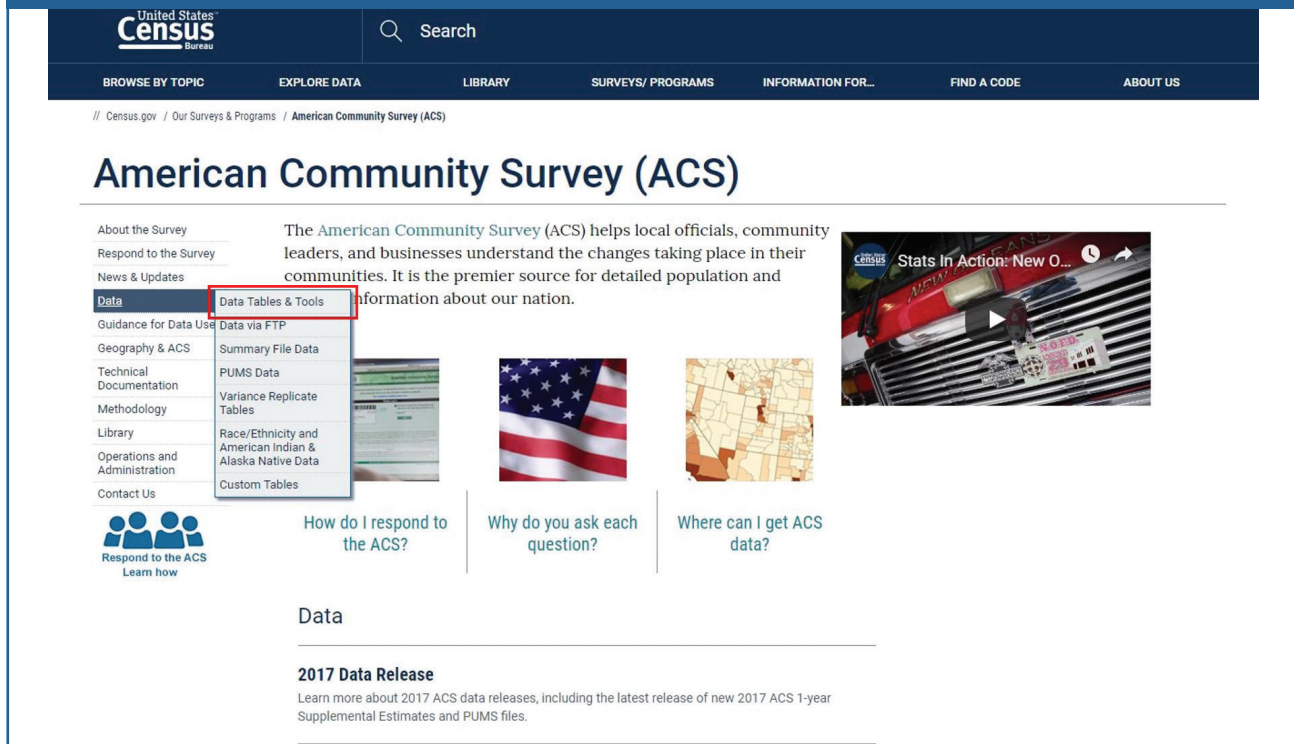 United States™
Census
Bureau
Search
BROWSE BY TOPIC
EXPLORE DATA
LIBRARY
SURVEYS/ PROGRAMS
INFORMATION FOR...
FIND A CODE
ABOUT US
// Census.gov / Our Surveys & Programs / American Community Survey (ACS)
American Community Survey (ACS)
About the Survey
Respond to the Survey
News & Updates
Data
Guidance for Data Use
Geography & ACS
Technical
Documentation
Methodology
Library
Operations and
Administration
Contact Us
Respond to the ACS
Learn how
Data Tables & Tools
Data via FTP
Summary File Data
PUMS Data
Variance Replicate
Tables
Race/Ethnicity and
American Indian &
Alaska Native Data
Custom Tables
The American Community Survey (ACS) helps local officials, community
leaders, and businesses understand the changes taking place in their
communities. It is the premier source for detailed population and
information about our nation.
Census
Stats In Action: New O...
NEW ORLEANS
N.O.F.D.
How do I respond to
the ACS?
Why do you ask each
question?
Where can I get ACS
data?
Data
2017 Data Release
Learn more about 2017 ACS data releases, including the latest release of new 2017 ACS 1-year
Supplemental Estimates and PUMS files.